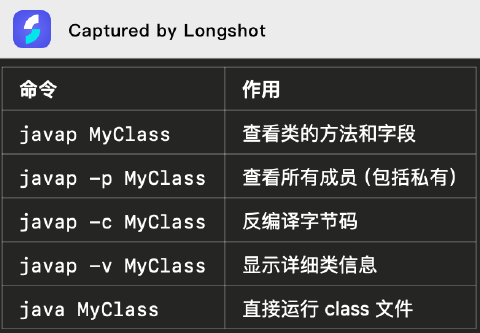 Captured by Longshot
命令 作用
javap MyClass 查看类的方法和字段
javap -p MyClass 查看所有成员（包括私有）
javap -c MyClass 反编译字节码
javap -v MyClass 显示详细类信息
java MyClass 直接运行 class 文件